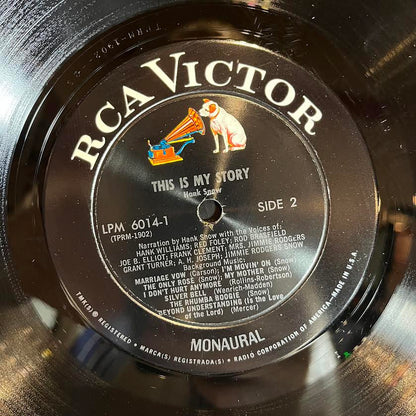 RCA VICTOR
THIS IS MY STORY
Hank Snow
LPM 6014-1
(TPRM-1902)
SIDE 2
Narration by Hank Snow with the Voices of:
HANK WILLIAMS; RED FOLEY; ROD BRASFIELD
JOE B. ELLIOT; FRANK CLEMENT; MRS. JIMMIE RODGERS
GRANT TURNER; A. H. JOSEPH; JIMMIE RODGERS SNOW
Background Music:
MARRIAGE VOW (Carson); I'M MOVIN' ON (Snow)
THE ONLY ROSE (Snow); MY MOTHER (Snow)
I DON'T HURT ANYMORE (Rollins-Robertson)
SILVER BELL (Wenrich-Madden)
THE RHUMBA BOOGIE (Snow)
BEYOND UNDERSTANDING (Is the Love
of the Lord) (Mercer)
MONAURAL
TMK(S) ® REGISTERED • MARCA(S) REGISTRADA(S) • RADIO CORPORATION OF AMERICA—MADE IN U.S.A.